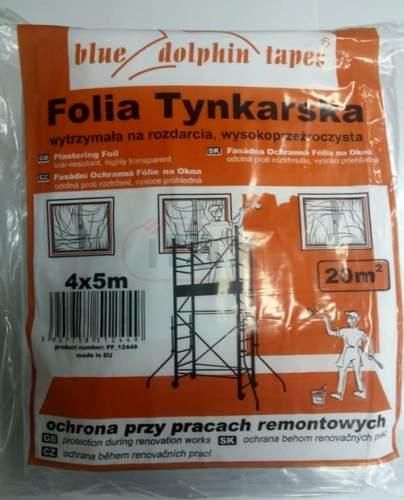 blue dolphin tapes®
Folia Tynkarska
wytrzymała na rozdarcia, wysokoprzeźroczysta
GB Plastering Foil
tear-resistant, highly transparent
CZ Fasádní Ochranná Fólie na Okna
odolná proti roztržení, vysoce průhledná
SK Fasádna Ochranná Fólia na Okna
odolná proti roztrhnutiu, vysoko priehľadná
4x5m
20m²
product number: PF_12449
made in EU
ochrona przy pracach remontowych
GB protection during renovation works
SK ochrana behom renovačných prác
CZ ochrana během renovačních prací